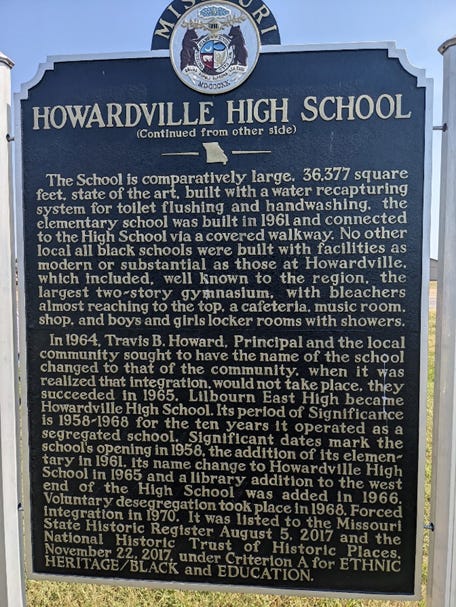 MISSOURI
MDCCCXX
HOWARDVILLE HIGH SCHOOL
(Continued from other side)
The School is comparatively large, 36,377 square
feet, state of the art, built with a water recapturing
system for toilet flushing and handwashing, the
elementary school was built in 1961 and connected
to the High School via a covered walkway. No other
local all black schools were built with facilities as
modern or substantial as those at Howardville,
which included, well known to the region, the
largest two-story gymnasium, with bleachers
almost reaching to the top, a cafeteria, music room,
shop, and boys and girls locker rooms with showers.
In 1964, Travis B. Howard, Principal and the local
community sought to have the name of the school
changed to that of the community, when it was
realized that integration, would not take place, they
succeeded in 1965. Lilbourn East High became
Howardville High School. Its period of Significance
is 1958-1968 for the ten years it operated as a
segregated school. Significant dates mark the
school's opening in 1958, the addition of its elemen-
tary in 1961, its name change to Howardville High
School in 1965 and a library addition to the west
end of the High School was added in 1966.
Voluntary desegregation took place in 1968, Forced
integration in 1970. It was listed to the Missouri
State Historic Register August 5, 2017 and the
National Historic Trust of Historic Places,
November 22, 2017, under Criterion A for ETHNIC
HERITAGE/BLACK and EDUCATION.